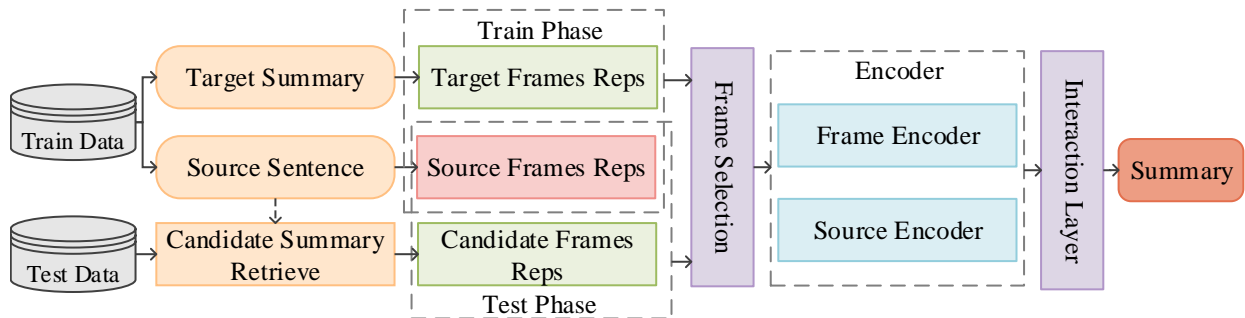 Train Data
Test Data
Target Summary
Source Sentence
Candidate Summary
Retrieve
Train Phase
Target Frames Reps
Source Frames Reps
Candidate Frames
Reps
Test Phase
Frame Selection
Encoder
Frame Encoder
Source Encoder
Interaction Layer
Summary